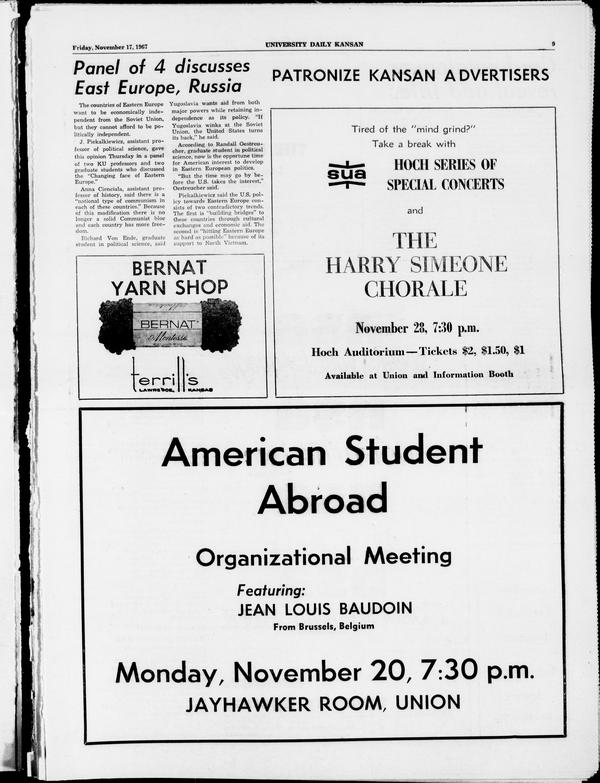 Friday, November 17, 1967
UNIVERSITY DAILY KANSAN
9
Panel of 4 discusses
East Europe, Russia
The countries of Eastern Europe
want to be economically inde-
pendent from the Soviet Union,
but they cannot afford to be po-
litically independent.
J. Piekalkiewicz, assistant pro-
fessor of political science, gave
this opinion Thursday in a panel
of two KU professors and two
graduate students who discussed
the "Changing face of Eastern
Europe."
Anna Cienciala, assistant pro-
fessor of history, said there is a
"national type of communism in
each of these countries." Because
of this modification there is no
longer a solid Communist bloc
and each country has more free-
dom.
Richard Von Ende, graduate
student in political science, said
Yugoslavia wants aid from both
major powers while retaining in-
dependence as its policy. "If
Yugoslavia winks at the Soviet
Union, the United States turns
its back," he said.
According to Randall Oestreu-
cher, graduate student in political
science, now is the opportune time
for American interest to develop
in Eastern European politics.
"But the time may go by be-
fore the U.S. takes the interest,"
Oestreucher said.
Piekalkiewicz said the U.S. pol-
icy towards Eastern Europe con-
sists of two contradictory trends.
The first is "building bridges" to
these countries through cultural
exchanges and economic aid. The
second is "hitting Eastern Europe
as hard as possible" because of its
support to North Vietnam.
PATRONIZE KANSAN ADVERTISERS
Tired of the "mind grind?"
Take a break with
sua
HOCH SERIES OF
SPECIAL CONCERTS
and
THE
HARRY SIMEONE
CHORALE
November 28, 7:30 p.m.
Hoch Auditorium—Tickets $2, $1.50, $1
Available at Union and Information Booth
BERNAT
YARN SHOP
BERNAT
terrill's
LAWRENCE, KANSAS
American Student
Abroad
Organizational Meeting
Featuring:
JEAN LOUIS BAUDOIN
From Brussels, Belgium
Monday, November 20, 7:30 p.m.
JAYHAWKER ROOM, UNION